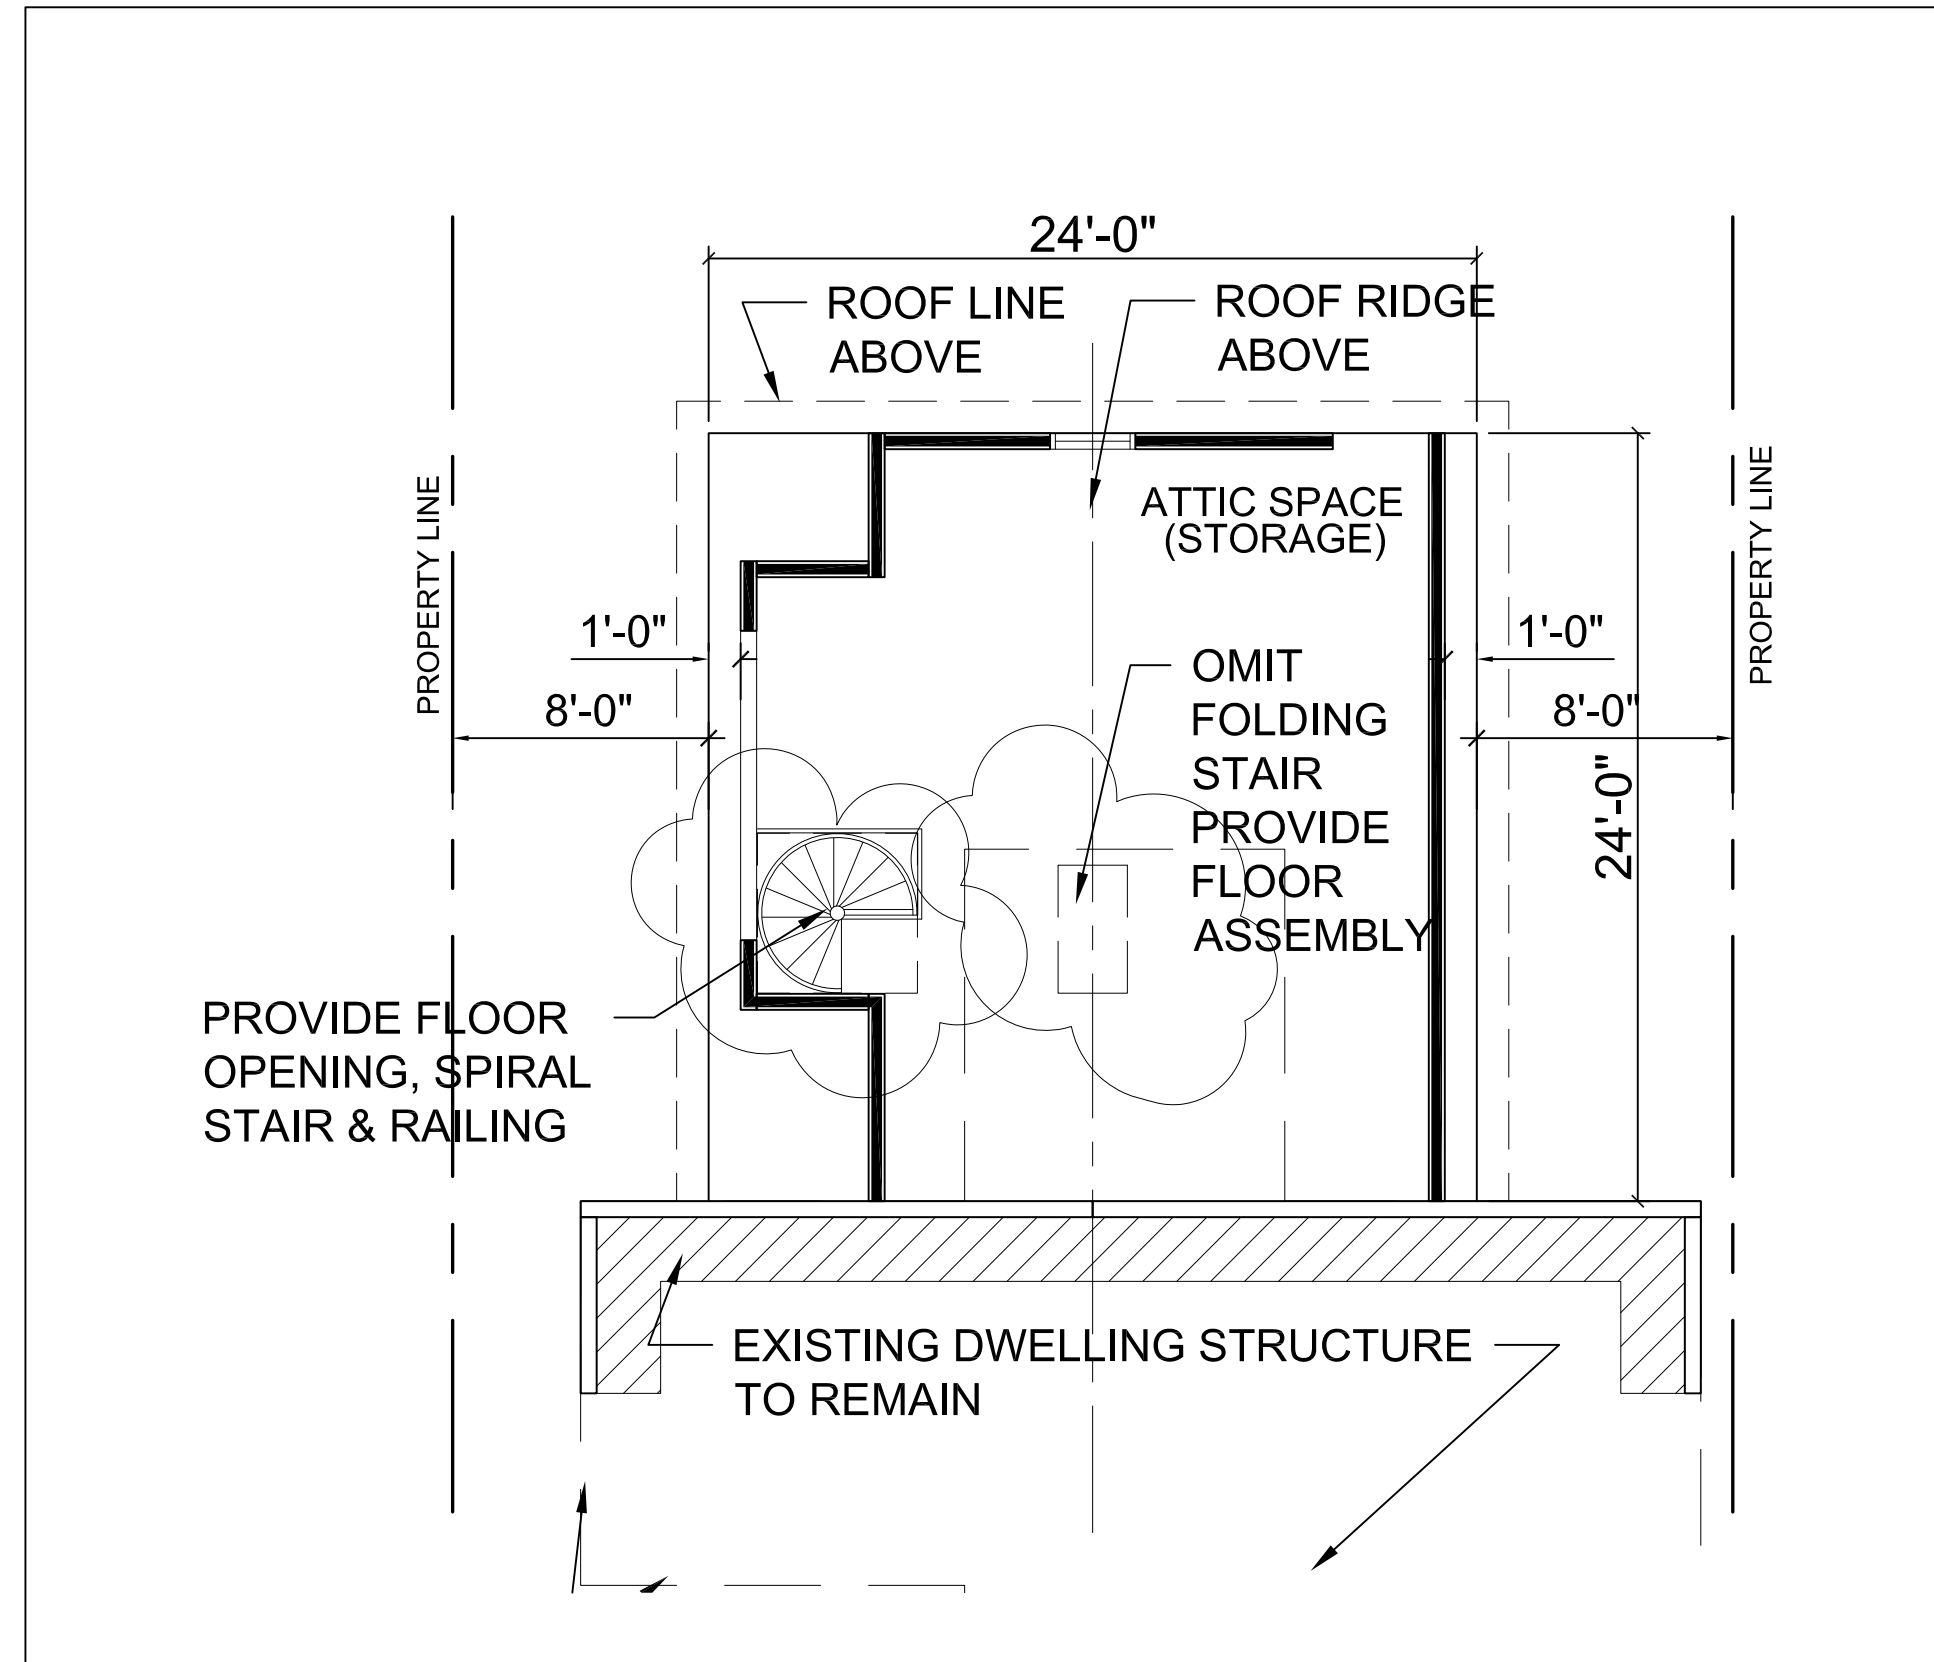 24'-0"
ROOF LINE
ABOVE
ROOF RIDGE
ABOVE
PROPERTY LINE
PROPERTY LINE
ATTIC SPACE
(STORAGE)
1'-0"
1'-0"
8'-0"
8'-0"
24'-0"
OMIT
FOLDING
STAIR
PROVIDE
FLOOR
ASSEMBLY
PROVIDE FLOOR
OPENING, SPIRAL
STAIR & RAILING
EXISTING DWELLING STRUCTURE
TO REMAIN